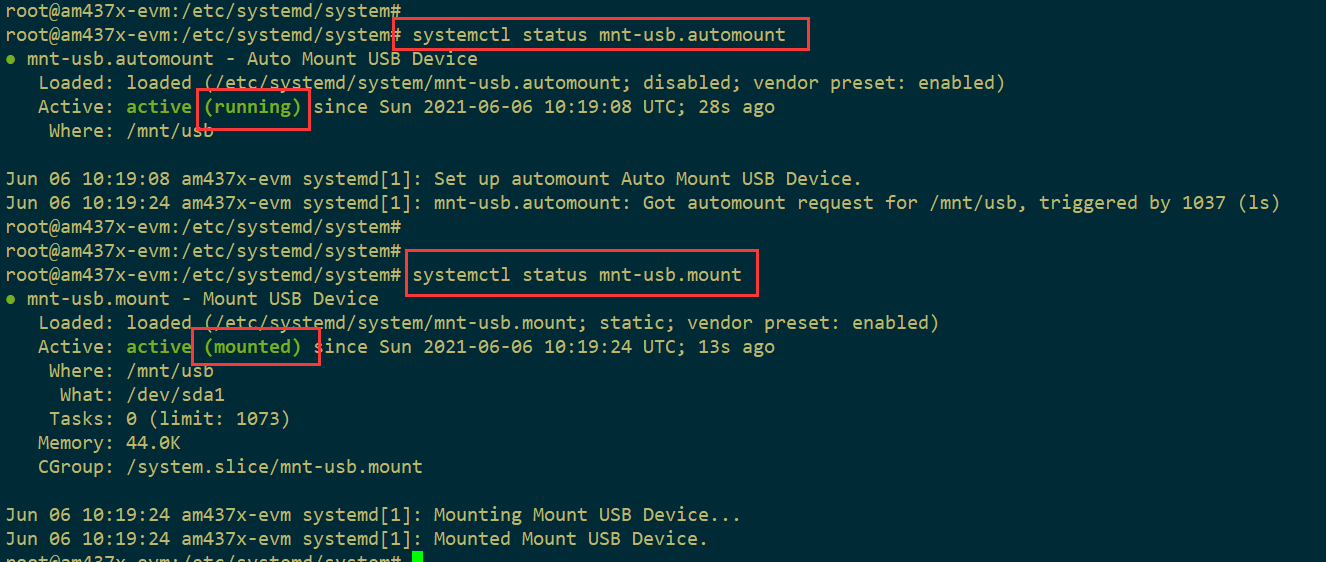 root@am437x-evm:/etc/systemd/system#
root@am437x-evm:/etc/systemd/system# systemctl status mnt-usb.automount
● mnt-usb.automount - Auto Mount USB Device
   Loaded: loaded (/etc/systemd/system/mnt-usb.automount; disabled; vendor preset: enabled)
   Active: active (running) since Sun 2021-06-06 10:19:08 UTC; 28s ago
    Where: /mnt/usb
Jun 06 10:19:08 am437x-evm systemd[1]: Set up automount Auto Mount USB Device.
Jun 06 10:19:24 am437x-evm systemd[1]: mnt-usb.automount: Got automount request for /mnt/usb, triggered by 1037 (ls)
root@am437x-evm:/etc/systemd/system#
root@am437x-evm:/etc/systemd/system#
root@am437x-evm:/etc/systemd/system# systemctl status mnt-usb.mount
● mnt-usb.mount - Mount USB Device
   Loaded: loaded (/etc/systemd/system/mnt-usb.mount; static; vendor preset: enabled)
   Active: active (mounted) since Sun 2021-06-06 10:19:24 UTC; 13s ago
    Where: /mnt/usb
     What: /dev/sda1
    Tasks: 0 (limit: 1073)
   Memory: 44.0K
   CGroup: /system.slice/mnt-usb.mount
Jun 06 10:19:24 am437x-evm systemd[1]: Mounting Mount USB Device...
Jun 06 10:19:24 am437x-evm systemd[1]: Mounted Mount USB Device.
root@am437x-evm:/etc/systemd/system#